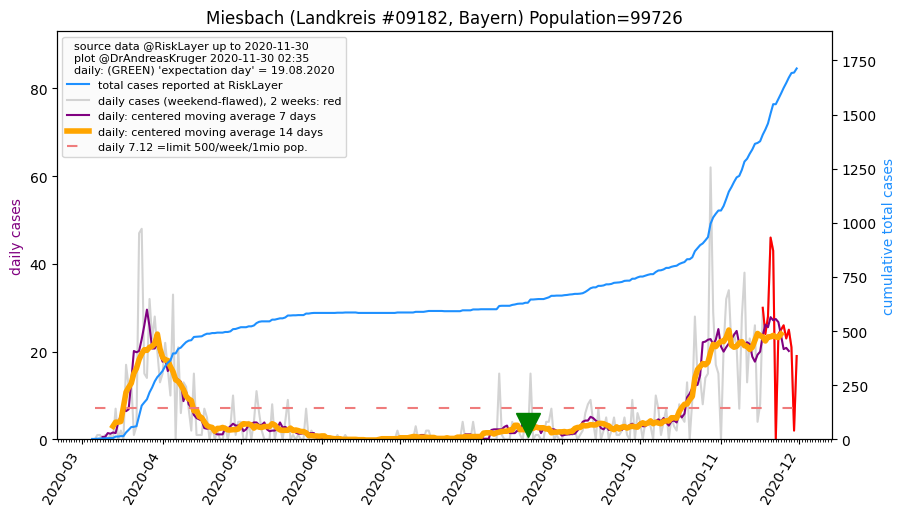 Miesbach (Landkreis #09182, Bayern) Population=99726
source data @RiskLayer up to 2020-11-30
plot @DrAndreasKruger 2020-11-30 02:35
daily: (GREEN) 'expectation day' = 19.08.2020
total cases reported at RiskLayer
daily cases (weekend-flawed), 2 weeks: red
daily: centered moving average 7 days
daily: centered moving average 14 days
daily 7.12 =limit 500/week/1mio pop.
daily cases
0
20
40
60
80
cumulative total cases
0
250
500
750
1000
1250
1500
1750
2020-03
2020-04
2020-05
2020-06
2020-07
2020-08
2020-09
2020-10
2020-11
2020-12